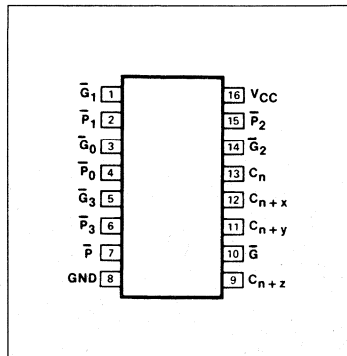 G̅₁ 1
P̅₁ 2
G̅₀ 3
P̅₀ 4
G̅₃ 5
P̅₃ 6
P̅ 7
GND 8
16 VCC
15 P̅₂
14 G̅₂
13 Cn
12 Cn+x
11 Cn+y
10 G̅
9 Cn+z